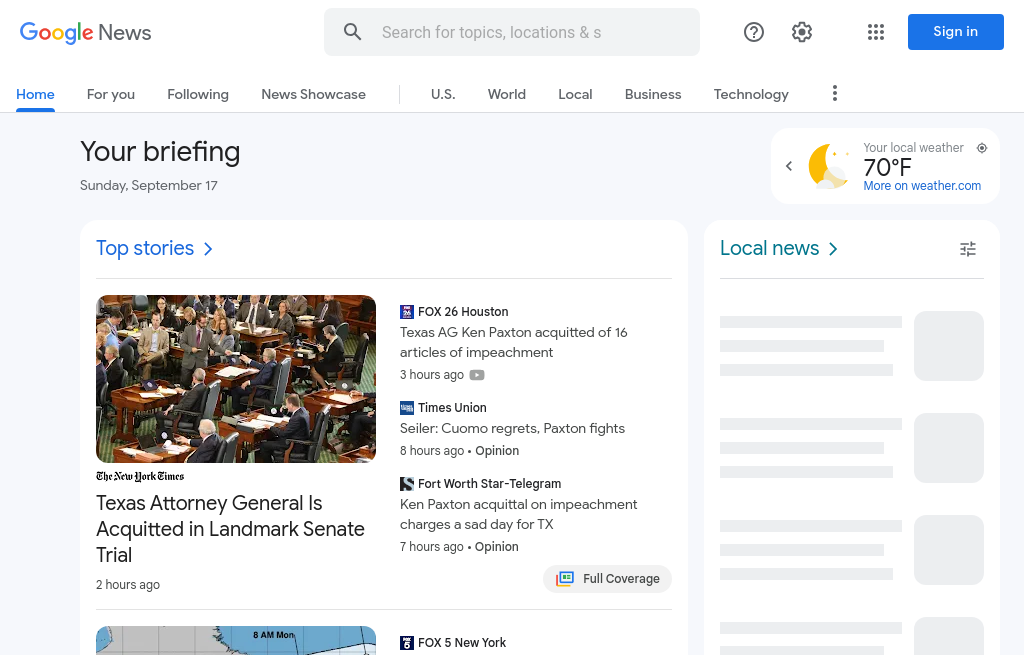 Google News
Search for topics, locations & s
Sign in
Home
For you
Following
News Showcase
U.S.
World
Local
Business
Technology
Your briefing
Sunday, September 17
Your local weather
70°F
More on weather.com
Top stories
Local news
The New York Times
Texas Attorney General Is
Acquitted in Landmark Senate
Trial
2 hours ago
FOX 26 Houston
Texas AG Ken Paxton acquitted of 16
articles of impeachment
3 hours ago
Times Union
Seiler: Cuomo regrets, Paxton fights
8 hours ago • Opinion
Fort Worth Star-Telegram
Ken Paxton acquittal on impeachment
charges a sad day for TX
7 hours ago • Opinion
Full Coverage
8 AM Mon
FOX 5 New York